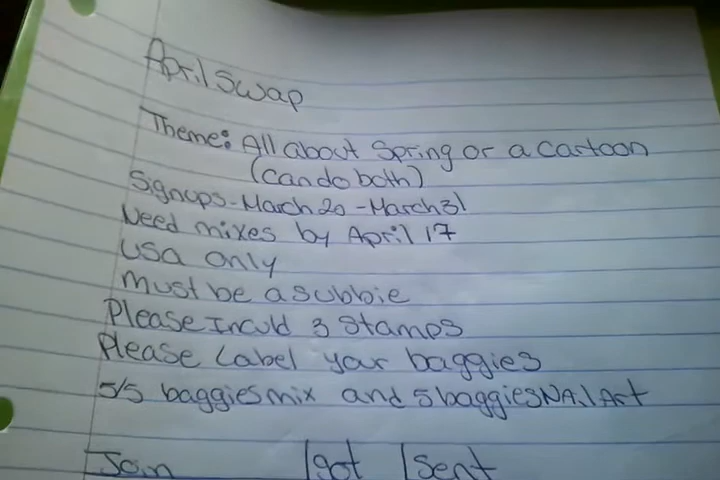 April Swap
Theme: All about Spring or a Cartoon
(can do both)
Signups - March 20 - March 31
Need mixes by April 17
USA only
Must be a subbie
Please Inculd 3 Stamps
Please Label your baggies
5/5 baggies mix and 5 baggies NAil Art
Join | got | Sent